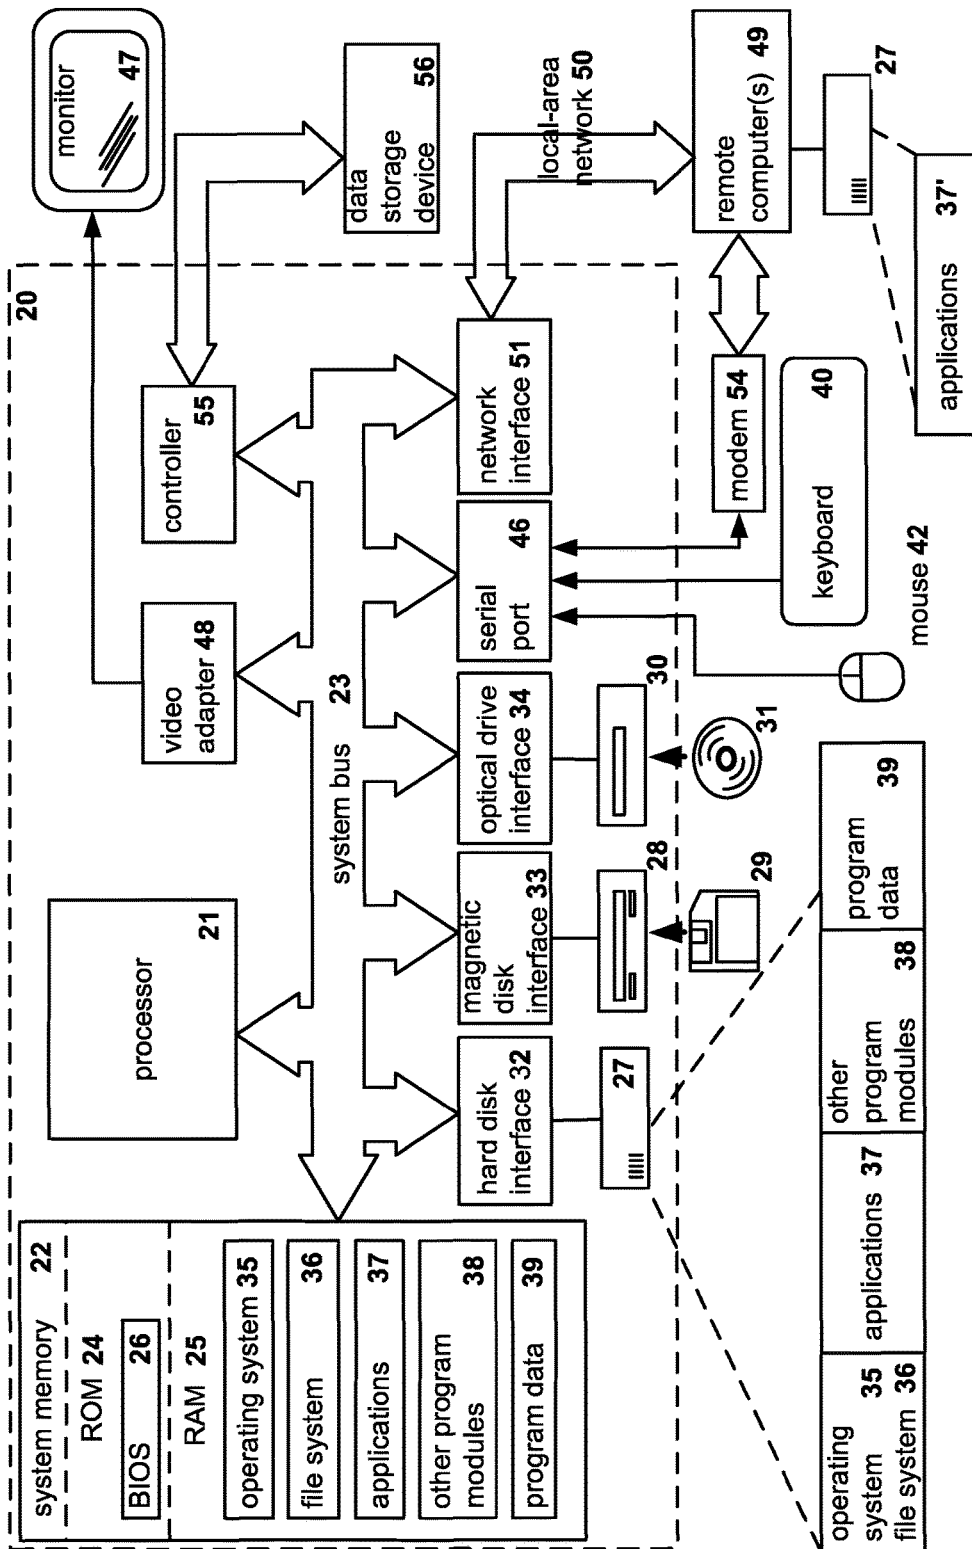 system memory 22
ROM 24
BIOS 26
RAM 25
operating system 35
file system 36
applications 37
other program
modules 38
program data 39
processor 21
video
adapter 48
controller
55
20
monitor
47
system bus 23
data
storage
device
56
hard disk
interface 32
magnetic
disk
interface 33
optical drive
interface 34
serial
port
46
network
interface 51
local-area
network 50
27
28
30
29
31
remote
computer(s) 49
modem 54
keyboard
40
mouse 42
27
operating
system 35
file system 36
applications 37
other
program
modules 38
program
data 39
applications 37'